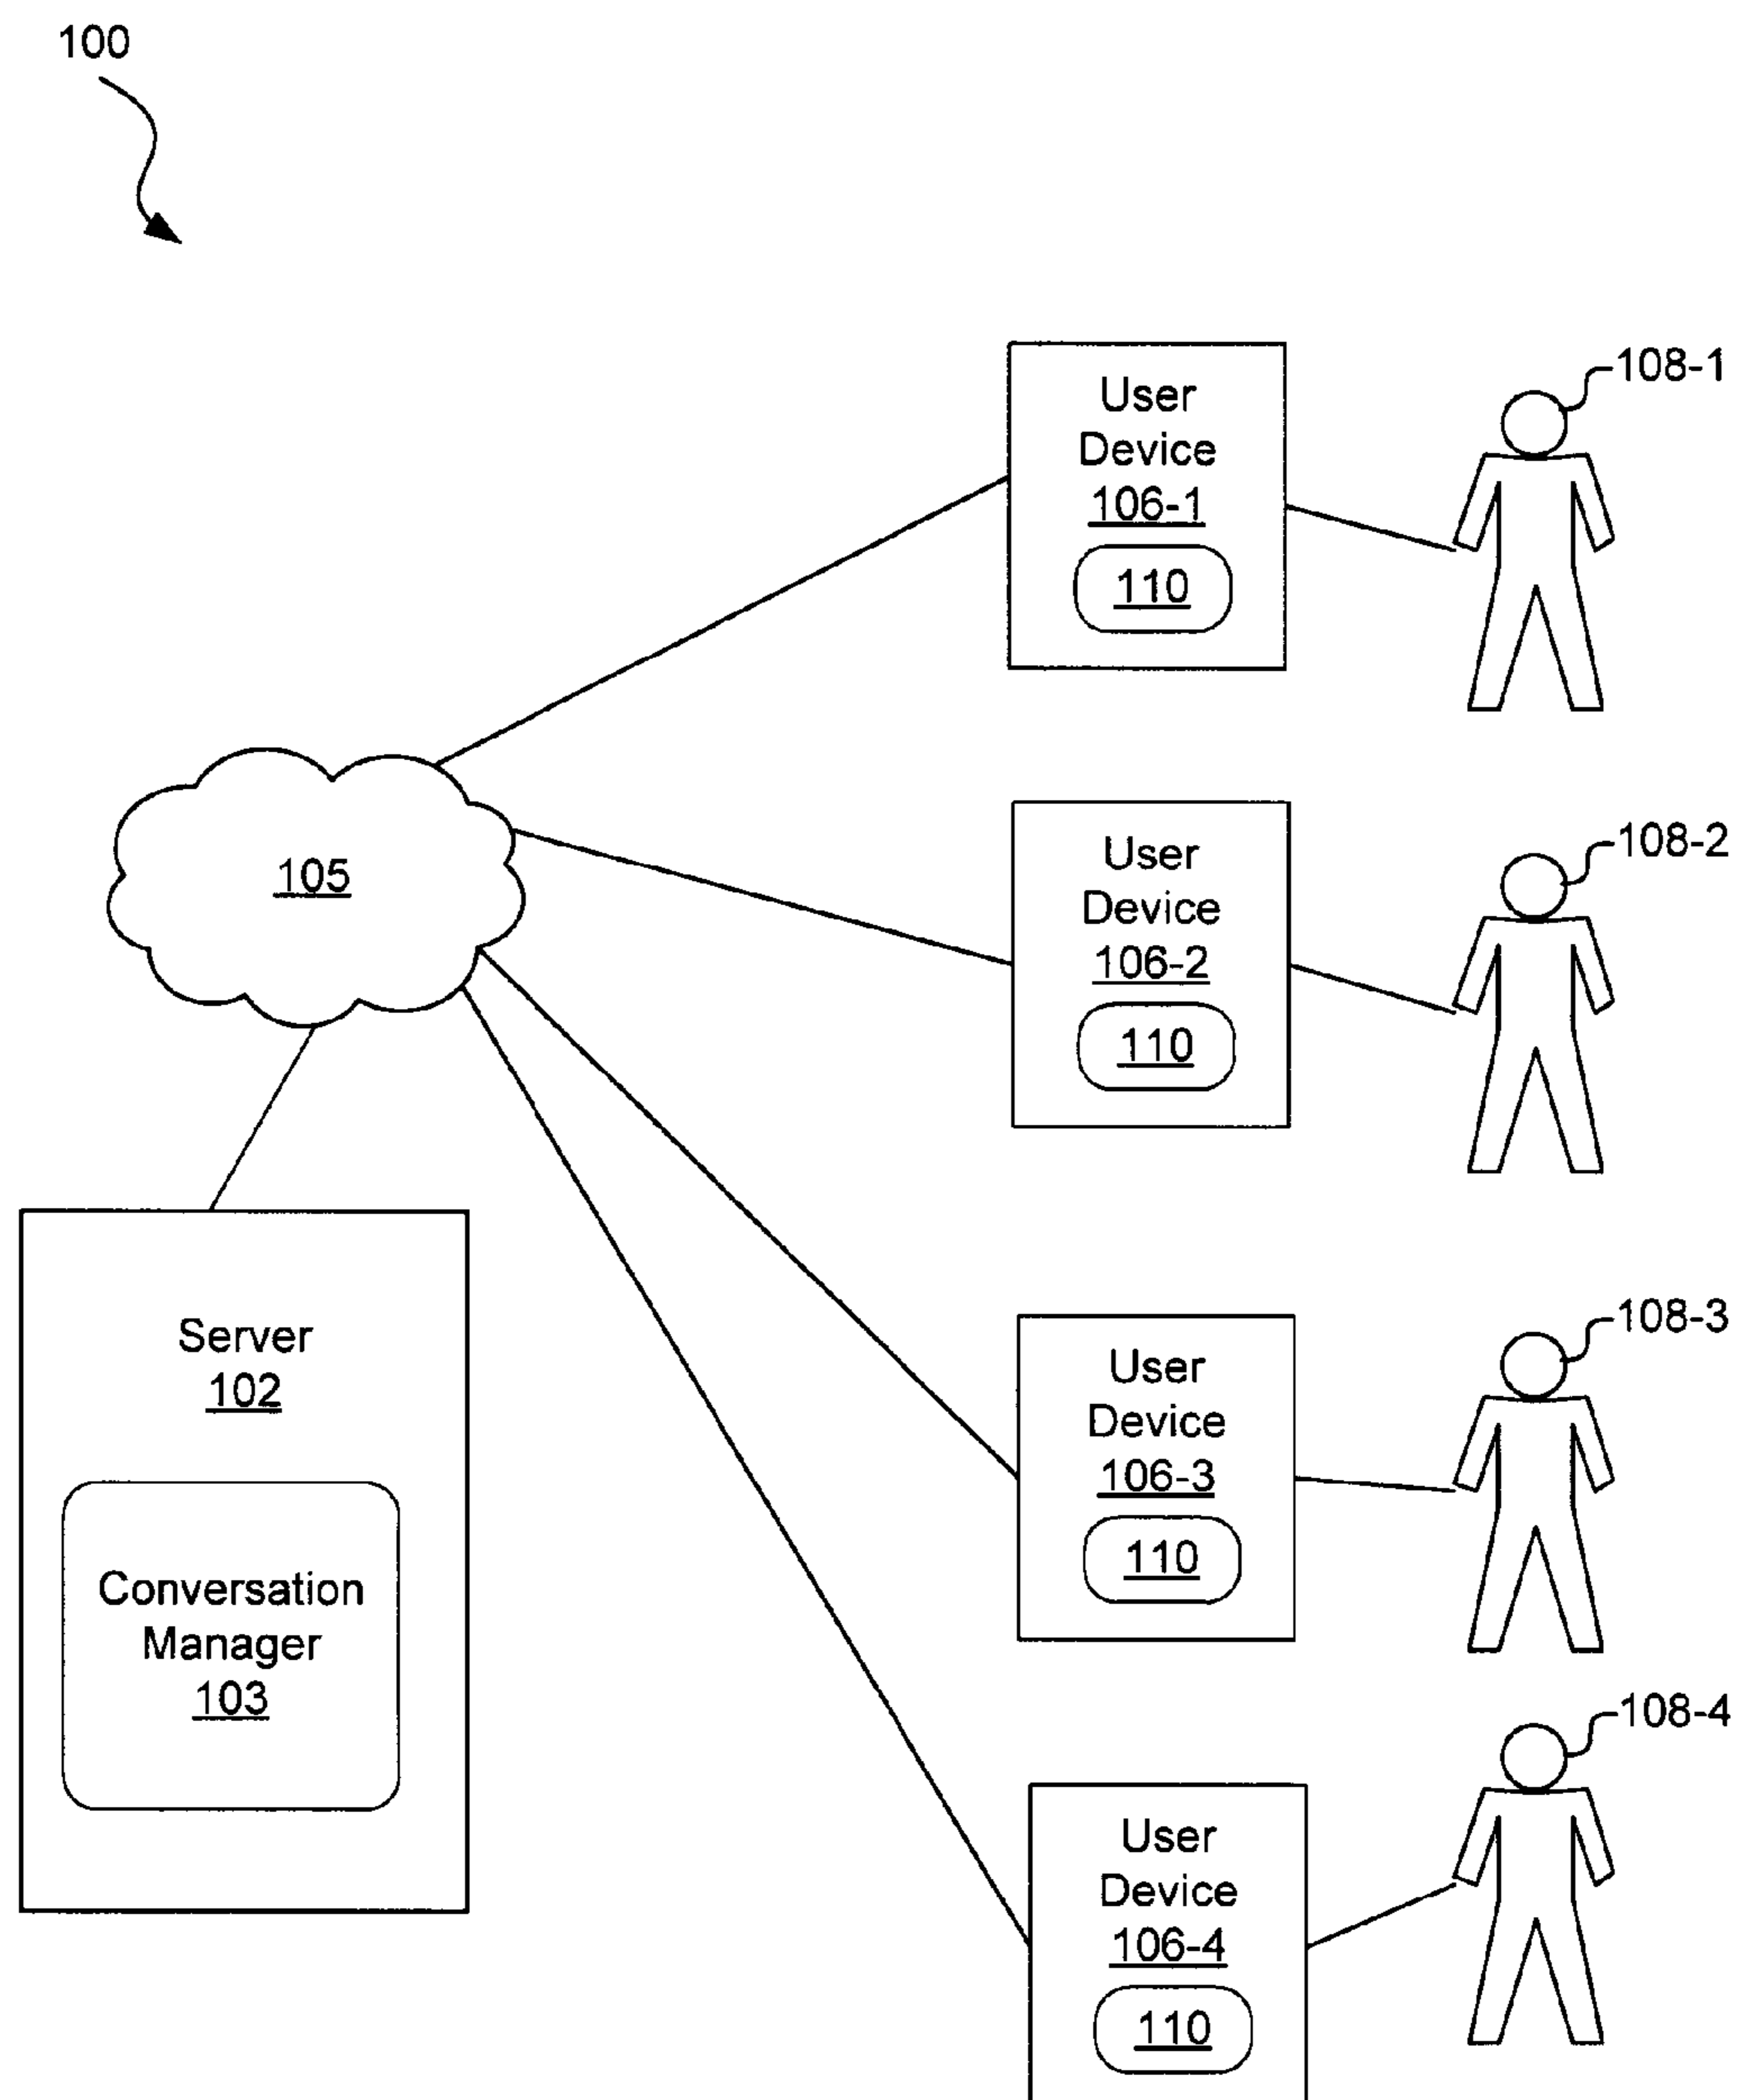 100
User
Device
106-1
110
108-1
105
User
Device
106-2
110
108-2
Server
102
Conversation
Manager
103
User
Device
106-3
110
108-3
User
Device
106-4
110
108-4